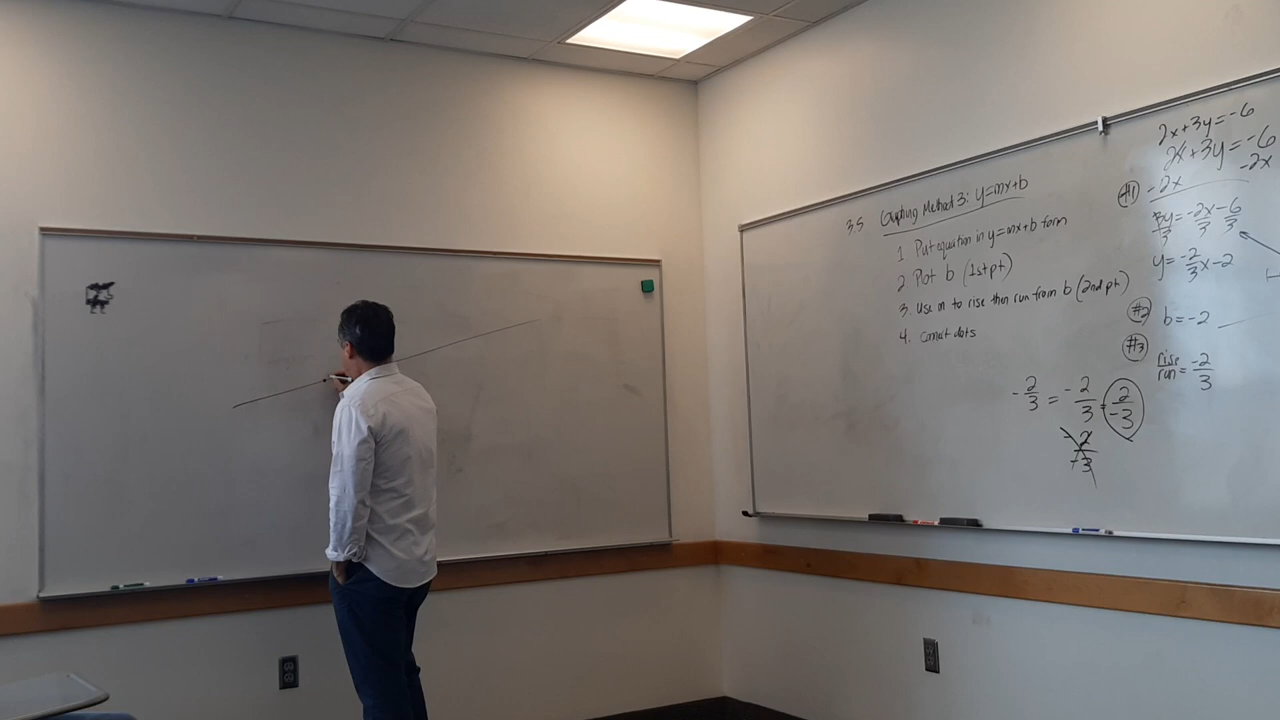 3.5 Graphing Method 3: y=mx+b
1 Put equation in y=mx+b form
2 Plot b (1st pt)
3. Use m to rise then run from b (2nd pt)
4. connect dots
-2/3 = -2/3 = 2/-3
-2/-3
2x+3y=-6
2x+3y=-6
#1 -2x -2x
3y/3 = -2x/3 - 6/3
y=-2/3x-2
#2 b=-2
#3 rise/run = -2/3